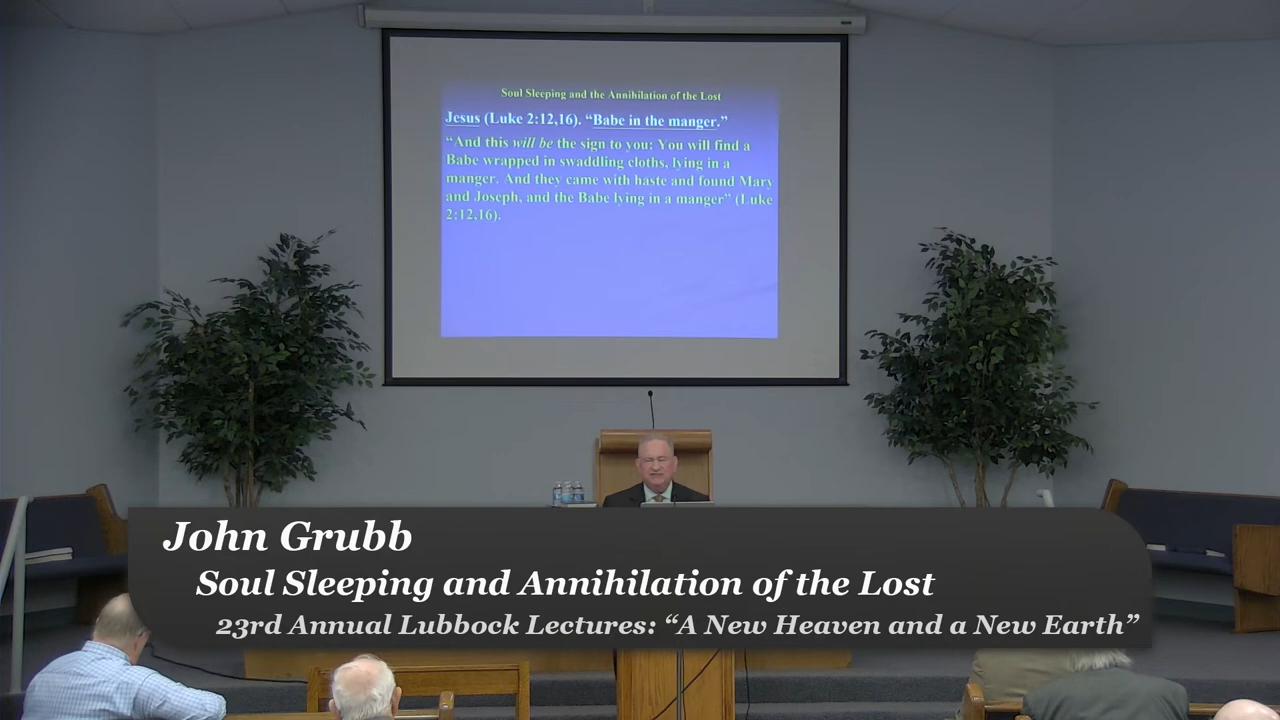 Soul Sleeping and the Annihilation of the Lost
Jesus (Luke 2:12,16). “Babe in the manger.”
“And this will be the sign to you: You will find a
Babe wrapped in swaddling cloths, lying in a
manger. And they came with haste and found Mary
and Joseph, and the Babe lying in a manger” (Luke
2:12,16).
John Grubb
Soul Sleeping and Annihilation of the Lost
23rd Annual Lubbock Lectures: “A New Heaven and a New Earth”